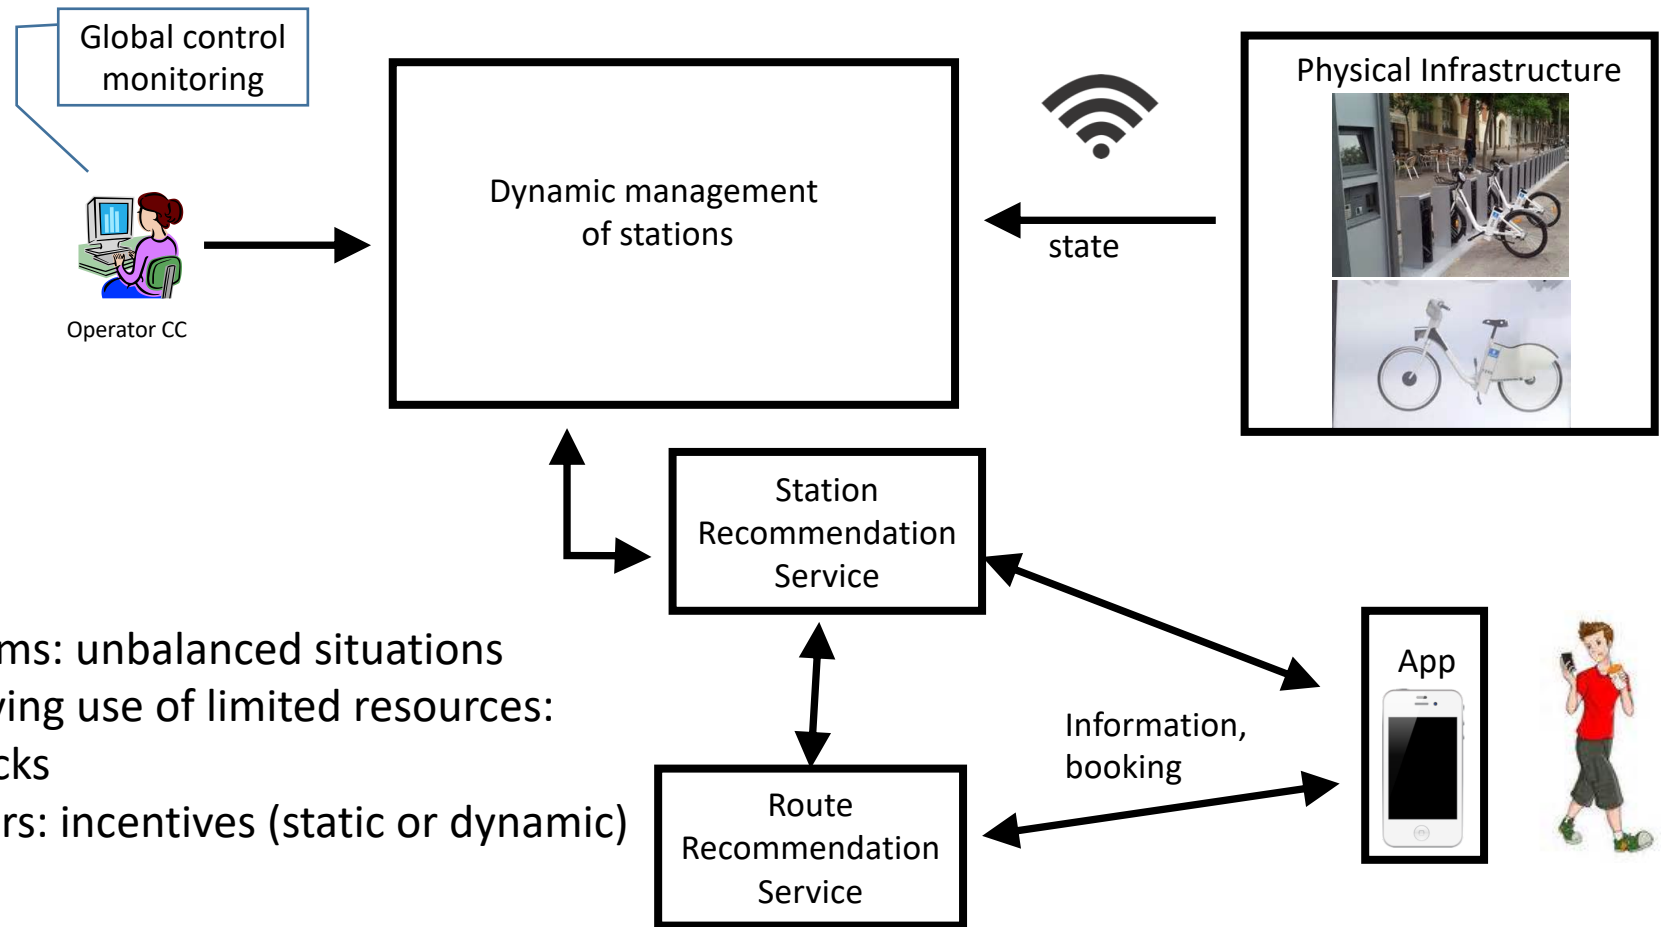 Global control
monitoring
Physical Infrastructure
Dynamic management
of stations
state
Operator CC
Station
Recommendation
Service
ms: unbalanced situations
ing use of limited resources:
cks
rs: incentives (static or dynamic)
App
Information,
booking
Route
Recommendation
Service